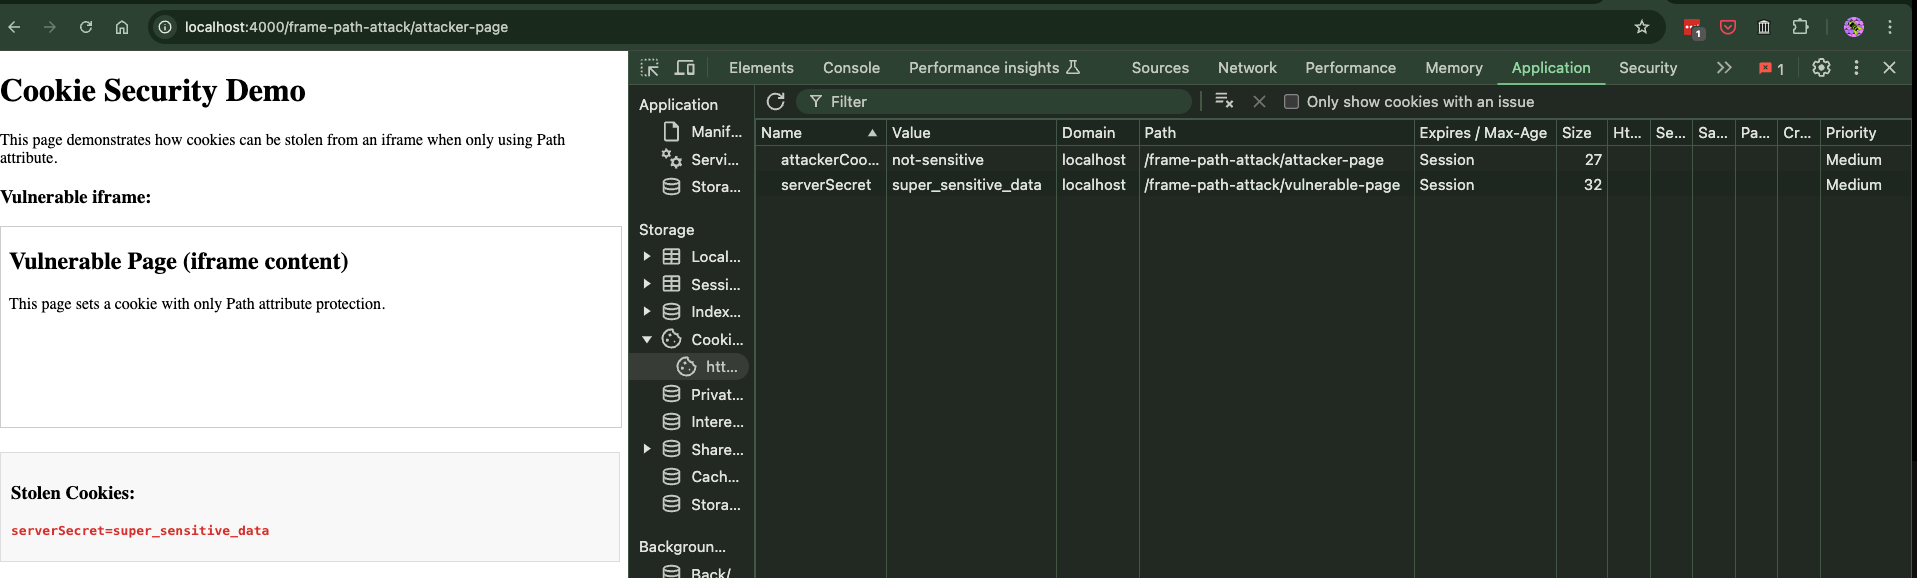 localhost:4000/frame-path-attack/attacker-page
1
Cookie Security Demo
This page demonstrates how cookies can be stolen from an iframe when only using Path
attribute.
Vulnerable iframe:
Vulnerable Page (iframe content)
This page sets a cookie with only Path attribute protection.
Stolen Cookies:
serverSecret=super_sensitive_data
Elements Console Performance insights Sources Network Performance Memory Application Security 1
Application
Manif...
Servi...
Stora...
Storage
Local...
Sessi...
Index...
Cooki...
htt...
Privat...
Intere...
Share...
Cach...
Stora...
Backgroun...
Back/
Filter Only show cookies with an issue
Name Value Domain Path Expires / Max-Age Size Ht... Se... Sa... Pa... Cr... Priority
attackerCoo... not-sensitive localhost /frame-path-attack/attacker-page Session 27 Medium
serverSecret super_sensitive_data localhost /frame-path-attack/vulnerable-page Session 32 Medium